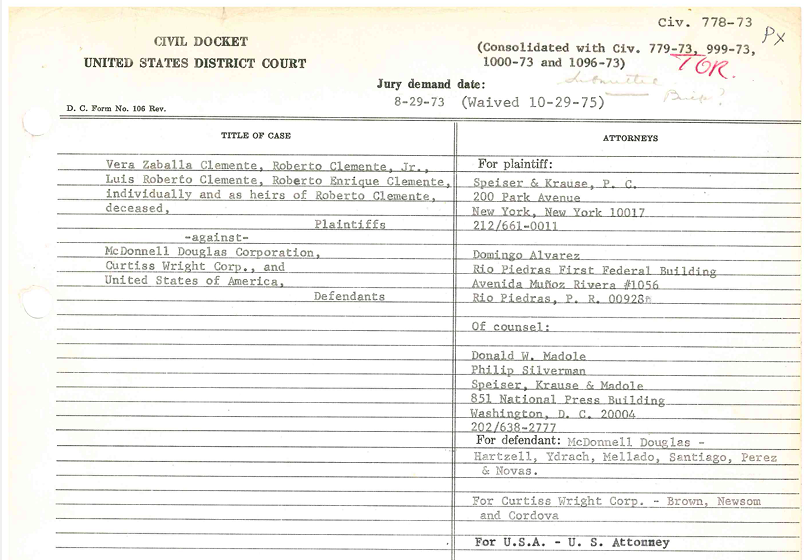 Civ. 778-73
PX
CIVIL DOCKET
UNITED STATES DISTRICT COURT
(Consolidated with Civ. 779-73, 999-73,
1000-73 and 1096-73)
TOR.
Submitted
Brief?
Jury demand date:
8-29-73 (Waived 10-29-75)
D. C. Form No. 106 Rev.
TITLE OF CASE
ATTORNEYS
Vera Zaballa Clemente, Roberto Clemente, Jr.,
Luis Roberto Clemente, Roberto Enrique Clemente,
individually and as heirs of Roberto Clemente,
deceased,
Plaintiffs
-against-
McDonnell Douglas Corporation,
Curtiss Wright Corp., and
United States of America,
Defendants
For plaintiff:
Speiser & Krause, P. C.
200 Park Avenue
New York, New York 10017
212/661-0011
Domingo Alvarez
Rio Piedras First Federal Building
Avenida Muñoz Rivera #1056
Rio Piedras, P. R. 00928
Of counsel:
Donald W. Madole
Philip Silverman
Speiser, Krause & Madole
851 National Press Building
Washington, D. C. 20004
202/638-2777
For defendant: McDonnell Douglas -
Hartzell, Ydrach, Mellado, Santiago, Perez
& Novas.
For Curtiss Wright Corp. - Brown, Newsom
and Cordova
For U.S.A. - U. S. Attonney